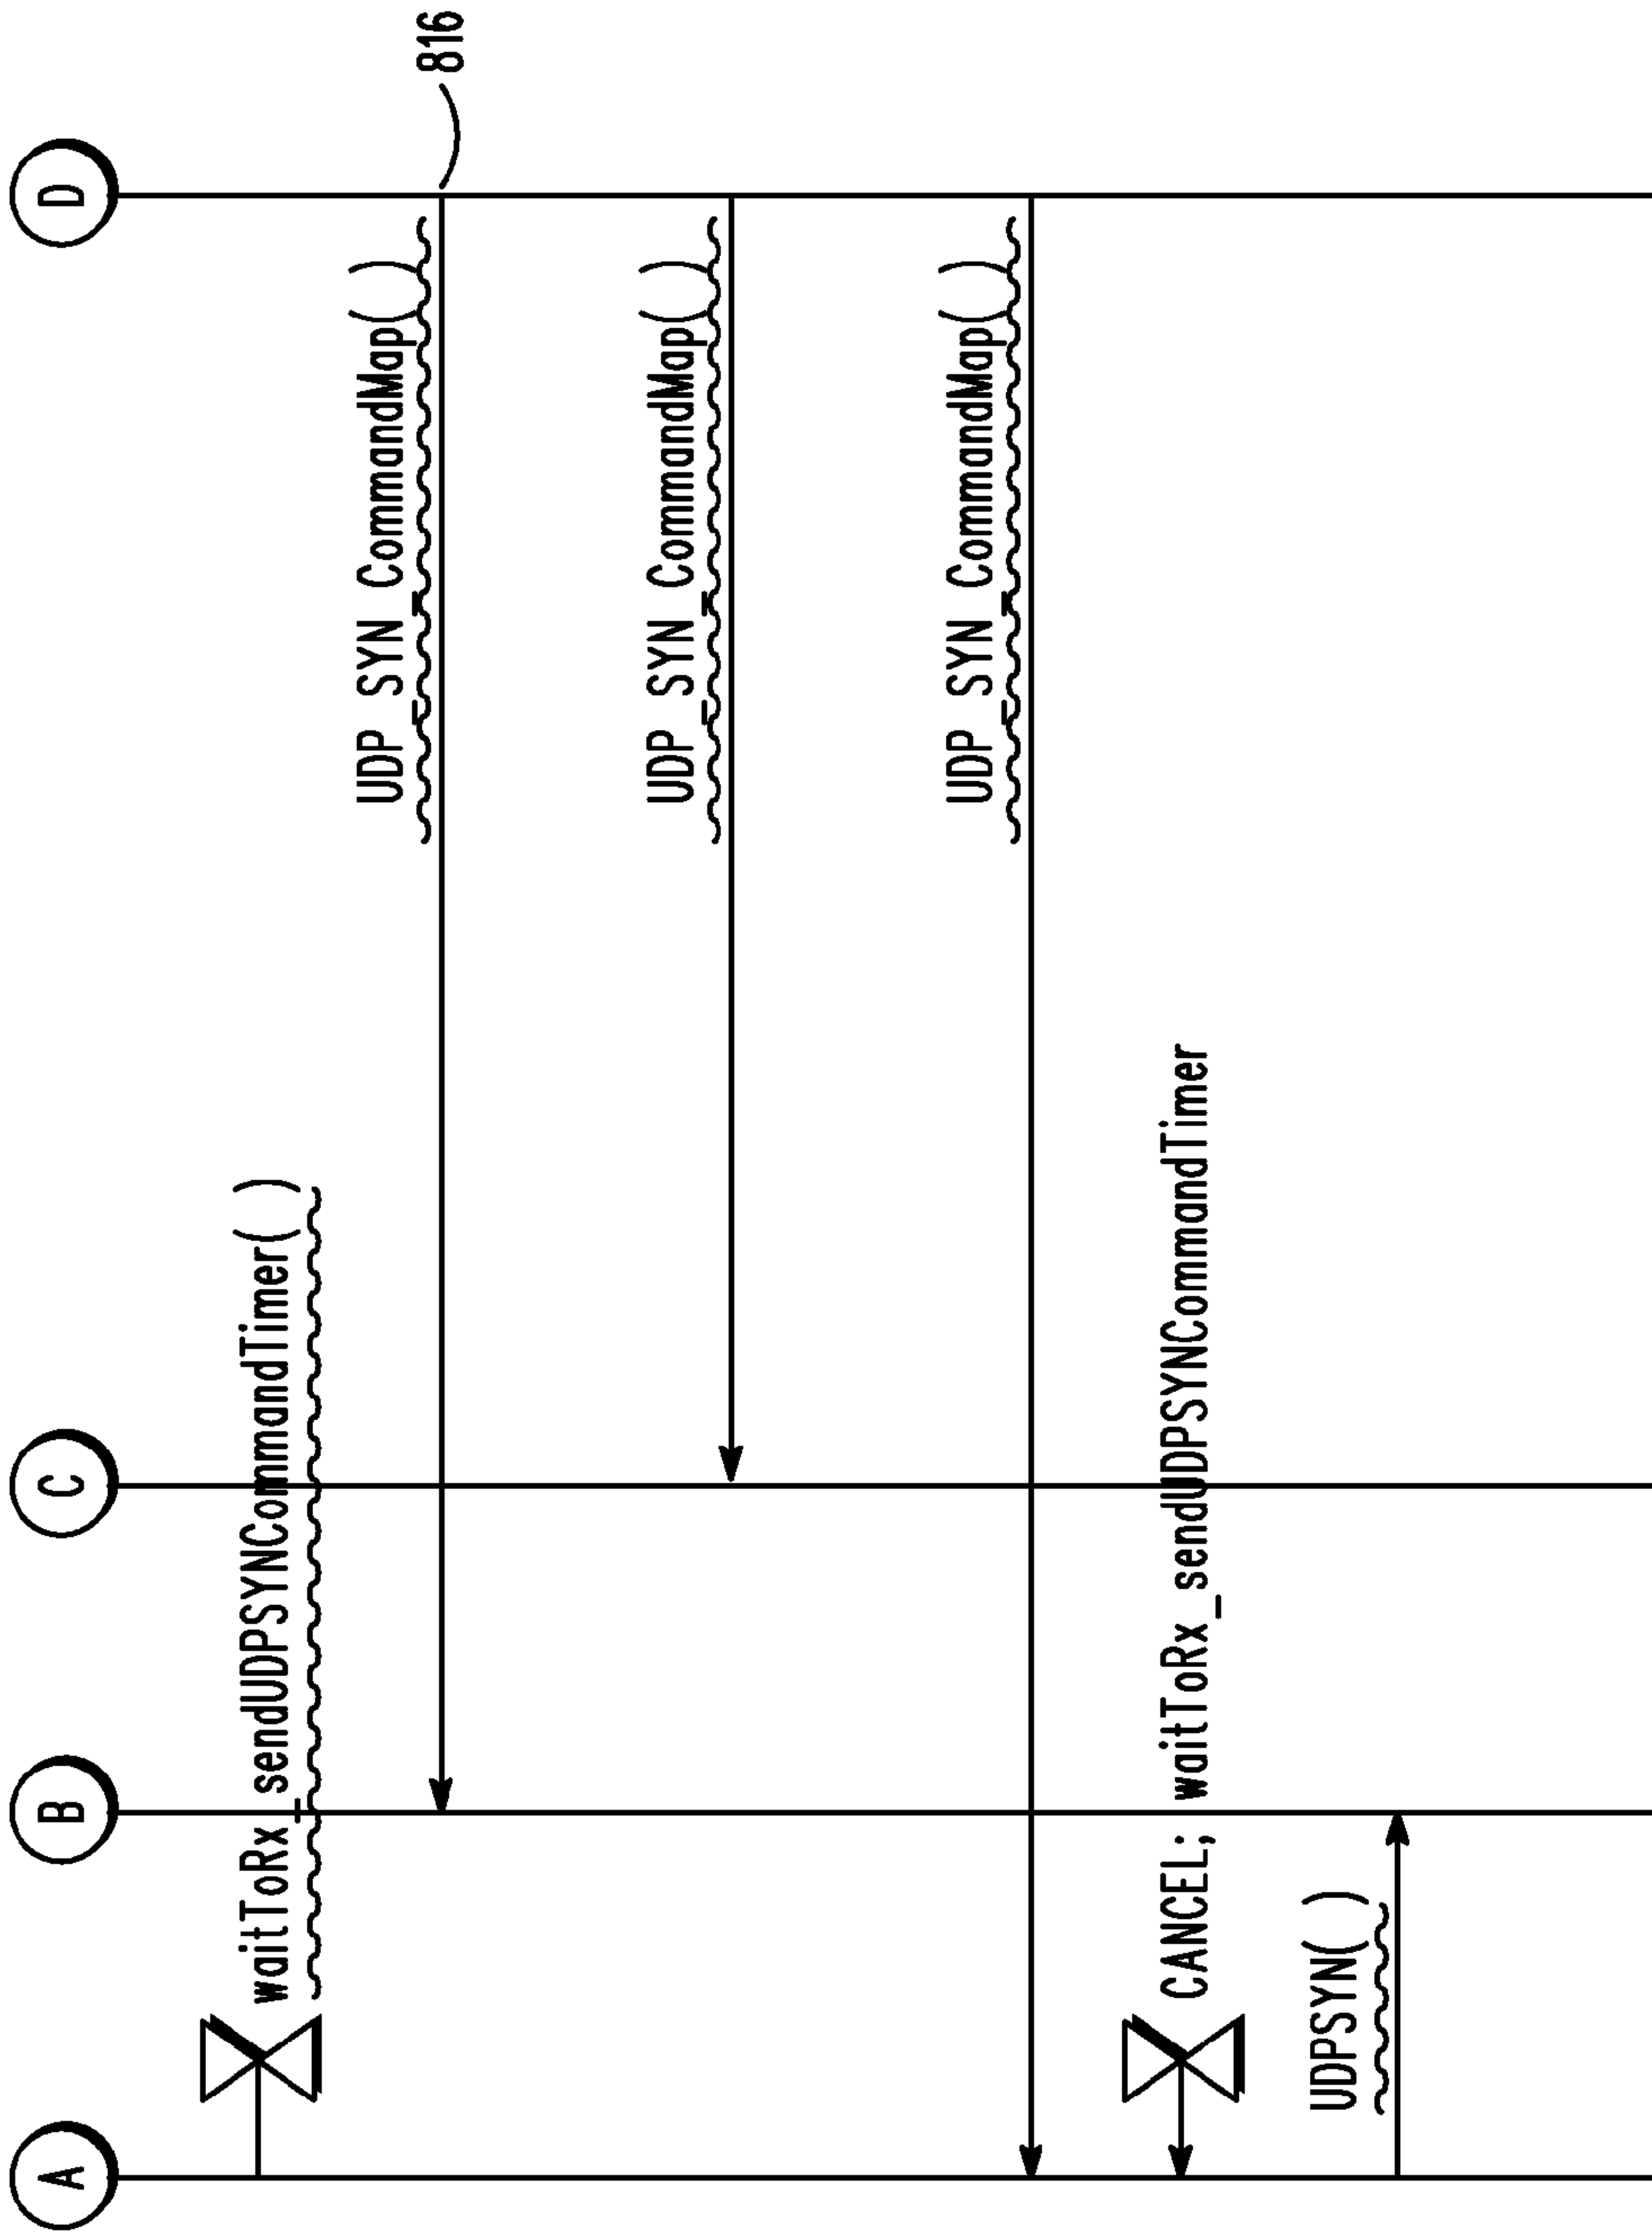 A
B
C
D
waitToRx_sendUDPSYNCommandTimer( )
UDP_SYN_CommandMap( )
816
UDP_SYN_CommandMap( )
UDP_SYN_CommandMap( )
CANCEL; waitToRx_sendUDPSYNCommandTimer
UDPSYN( )